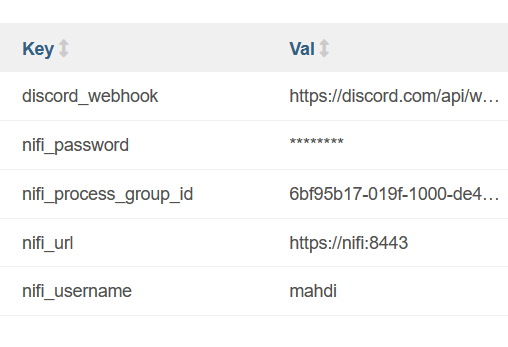 Key Val
discord_webhook https://discord.com/api/w…
nifi_password ********
nifi_process_group_id 6bf95b17-019f-1000-de4…
nifi_url https://nifi:8443
nifi_username mahdi